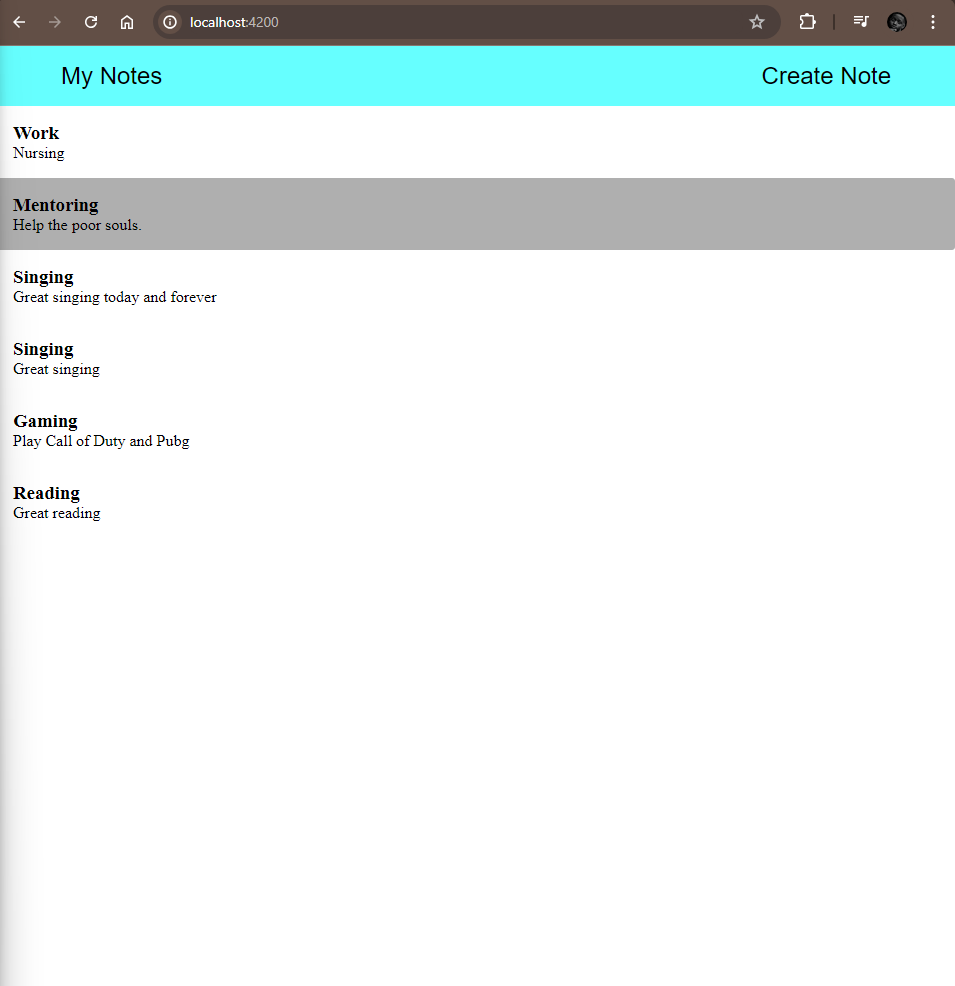 localhost:4200
My Notes
Create Note
Work
Nursing
Mentoring
Help the poor souls.
Singing
Great singing today and forever
Singing
Great singing
Gaming
Play Call of Duty and Pubg
Reading
Great reading